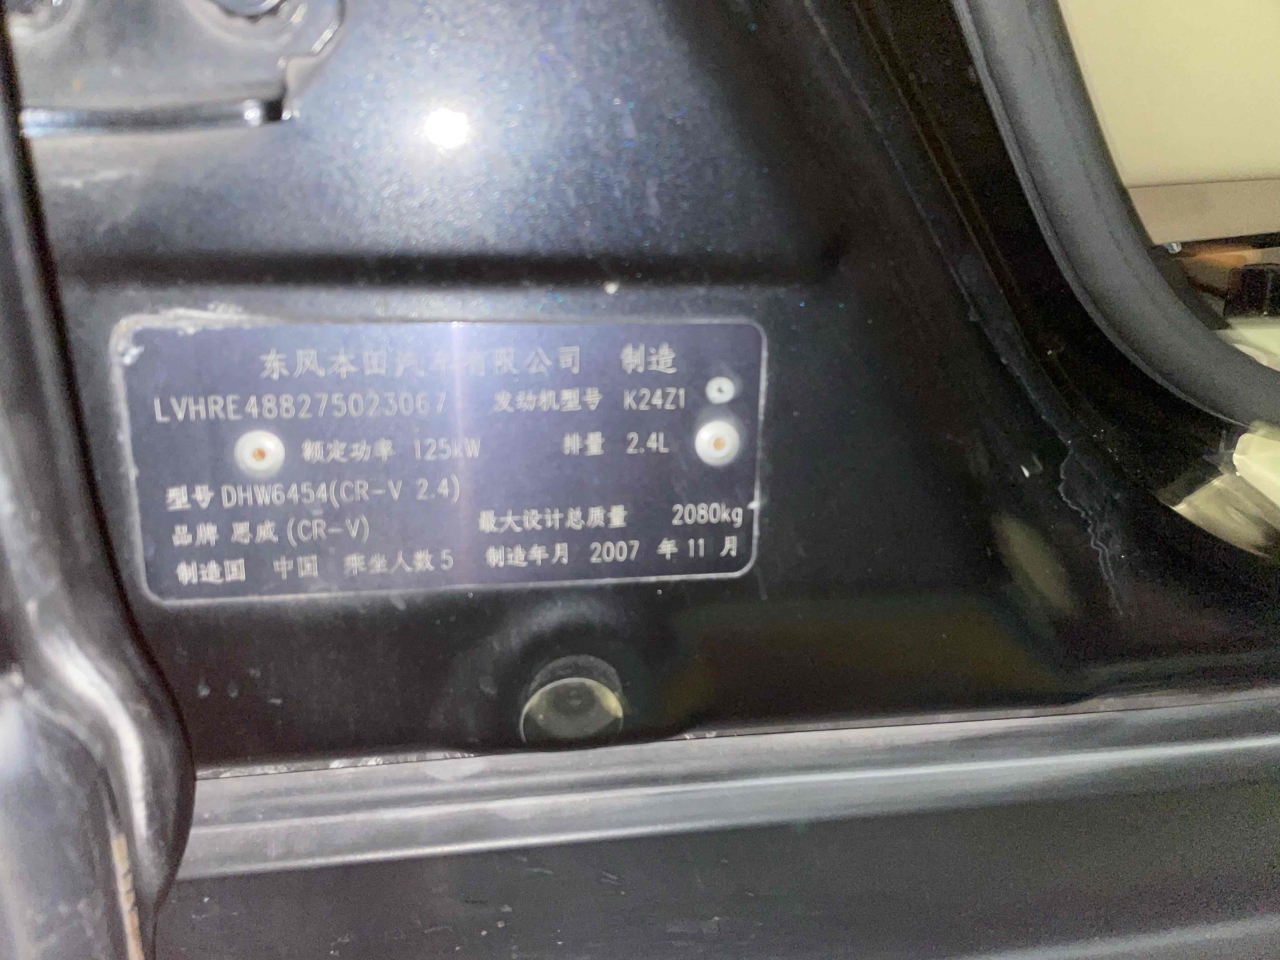 东风本田汽车有限公司 制造
LVHRE488275023067 发动机型号 K24Z1
额定功率 125kW 排量 2.4L
型号 DHW6454(CR-V 2.4)
品牌 思威 (CR-V) 最大设计总质量 2080kg
制造国 中国 乘坐人数 5 制造年月 2007 年 11 月